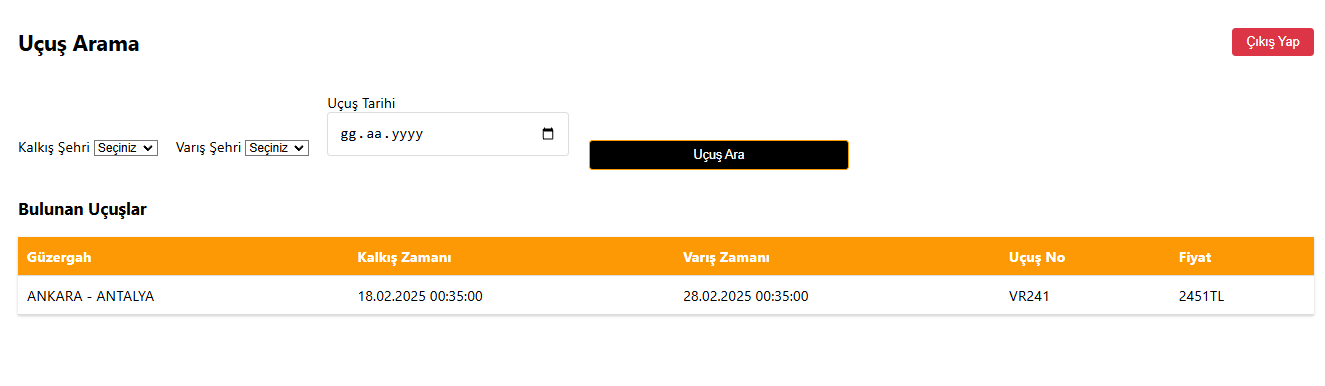 Uçuş Arama
Çıkış Yap
Uçuş Tarihi
gg.aa.yyyy
Kalkış Şehri Seçiniz Varış Şehri Seçiniz
Uçuş Ara
Bulunan Uçuşlar
Güzergah Kalkış Zamanı Varış Zamanı Uçuş No Fiyat
ANKARA - ANTALYA 18.02.2025 00:35:00 28.02.2025 00:35:00 VR241 2451TL